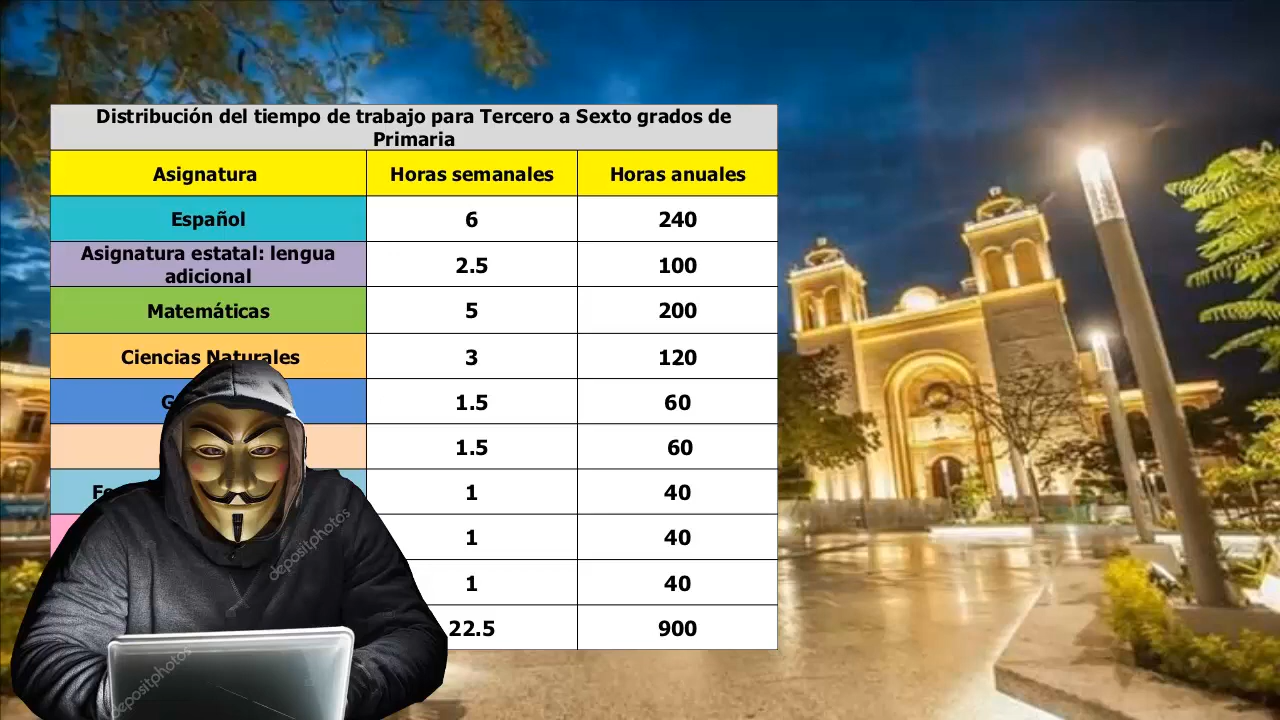 Distribución del tiempo de trabajo para Tercero a Sexto grados de
Primaria
Asignatura Horas semanales Horas anuales
Español 6 240
Asignatura estatal: lengua
adicional 2.5 100
Matemáticas 5 200
Ciencias Naturales 3 120
1.5 60
1.5 60
1 40
1 40
1 40
22.5 900
depositphotos
depositphotos